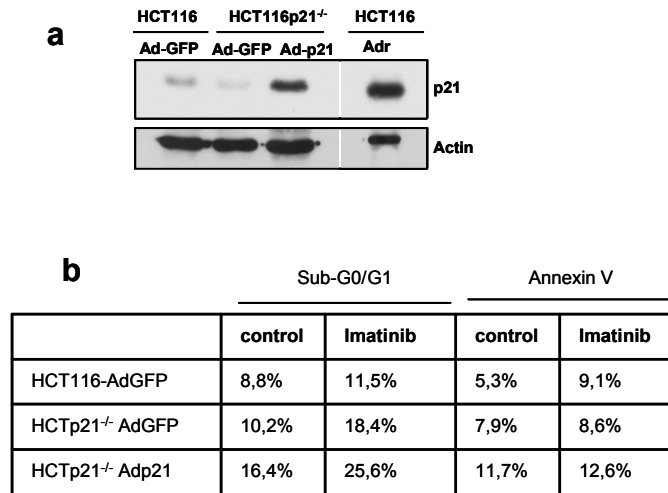 a
HCT116 HCT116p21-/- HCT116
Ad-GFP Ad-GFP Ad-p21 Adr
p21
Actin
b
Sub-G0/G1 Annexin V
control Imatinib control Imatinib
HCT116-AdGFP 8,8% 11,5% 5,3% 9,1%
HCTp21-/- AdGFP 10,2% 18,4% 7,9% 8,6%
HCTp21-/- Adp21 16,4% 25,6% 11,7% 12,6%